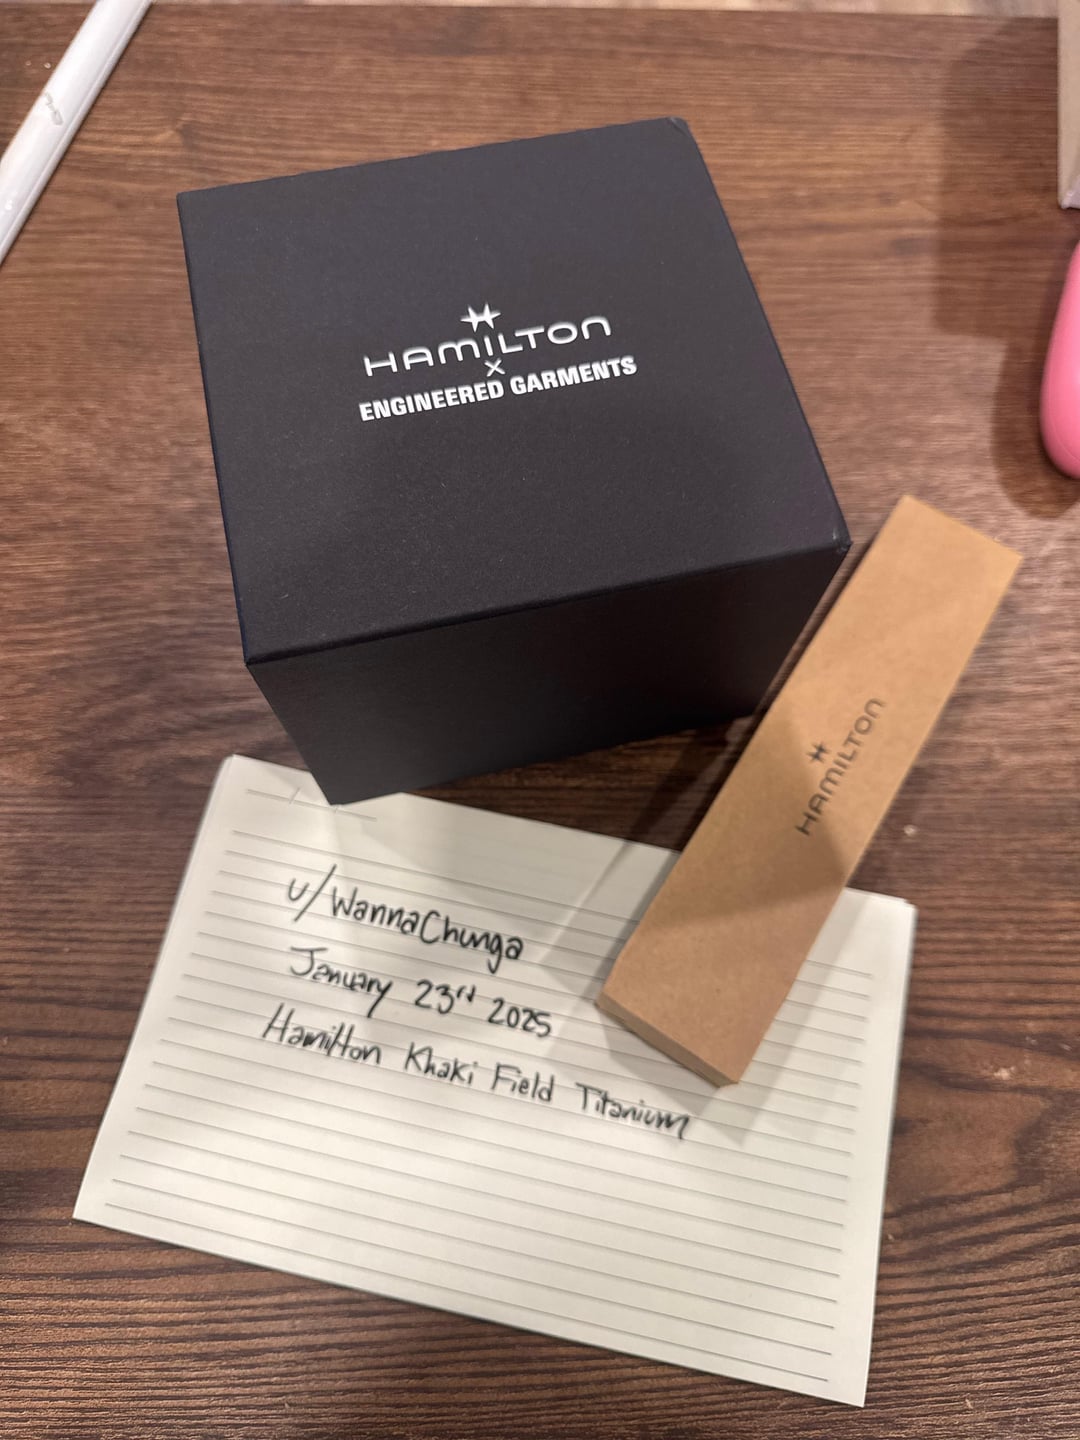 HAMILTON
X
ENGINEERED GARMENTS
HAMILTON
u/WannaChunga
January 23rd 2025
Hamilton Khaki Field Titanium